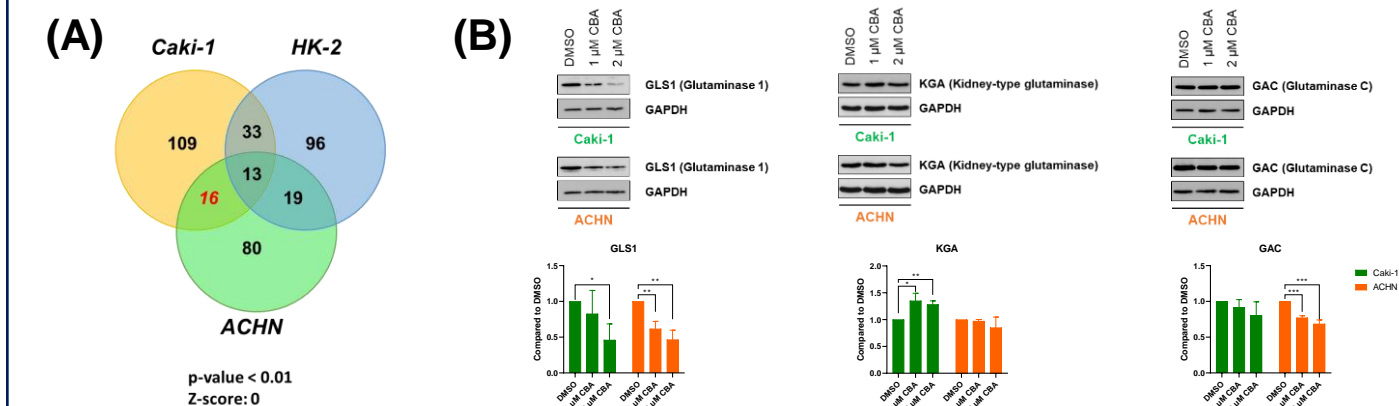 (A)
Caki-1
HK-2
109
33
96
13
16
19
80
ACHN
p-value < 0.01
Z-score: 0
(B)
DMSO
1 µM CBA
2 µM CBA
GLS1 (Glutaminase 1)
GAPDH
Caki-1
GLS1 (Glutaminase 1)
GAPDH
ACHN
DMSO
1 µM CBA
2 µM CBA
KGA (Kidney-type glutaminase)
GAPDH
Caki-1
KGA (Kidney-type glutaminase)
GAPDH
ACHN
DMSO
1 µM CBA
2 µM CBA
GAC (Glutaminase C)
GAPDH
Caki-1
GAC (Glutaminase C)
GAPDH
ACHN
GLS1
Compared to DMSO
1.5
1.0
0.5
0.0
*
**
**
DMSO
uM CBA
uM CBA
DMSO
uM CBA
uM CBA
KGA
Compared to DMSO
2.0
1.5
1.0
0.5
0.0
**
*
DMSO
uM CBA
uM CBA
DMSO
uM CBA
uM CBA
GAC
Compared to DMSO
1.5
1.0
0.5
0.0
***
***
DMSO
uM CBA
uM CBA
DMSO
uM CBA
uM CBA
Caki-1
ACHN